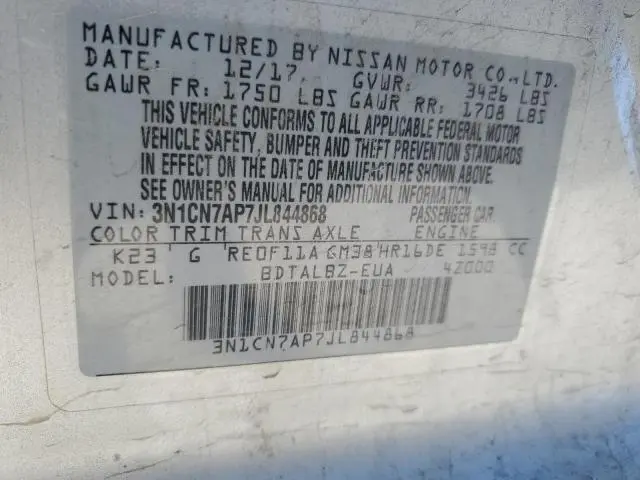 MANUFACTURED BY NISSAN MOTOR CO.,LTD.
DATE: 12/17 GVWR: 3426 LBS
GAWR FR: 1750 LBS GAWR RR: 1708 LBS
THIS VEHICLE CONFORMS TO ALL APPLICABLE FEDERAL MOTOR
VEHICLE SAFETY, BUMPER AND THEFT PREVENTION STANDARDS
IN EFFECT ON THE DATE OF MANUFACTURE SHOWN ABOVE.
SEE OWNER'S MANUAL FOR ADDITIONAL INFORMATION.
VIN: 3N1CN7AP7JL844868 PASSENGER CAR
COLOR TRIM TRANS AXLE ENGINE
K23 G RE0F11A GM38 HR16DE 1598 CC
MODEL: BDTALBZ-EUA 42000
3N1CN7AP7JL844868